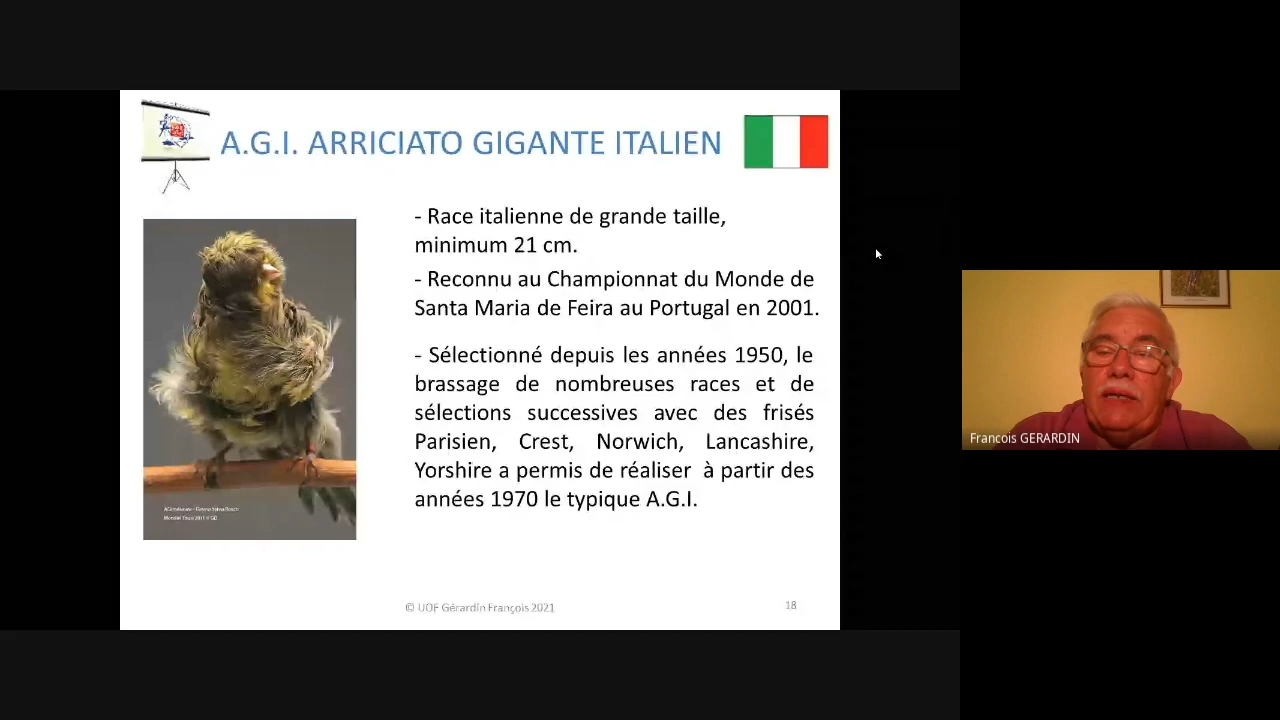 A.G.I. ARRICIATO GIGANTE ITALIEN
- Race italienne de grande taille,
minimum 21 cm.
- Reconnu au Championnat du Monde de
Santa Maria de Feira au Portugal en 2001.
- Sélectionné depuis les années 1950, le
brassage de nombreuses races et de
sélections successives avec des frisés
Parisien, Crest, Norwich, Lancashire,
Yorshire a permis de réaliser à partir des
années 1970 le typique A.G.I.
© UOF Gérardin François 2021
18
Francois GERARDIN